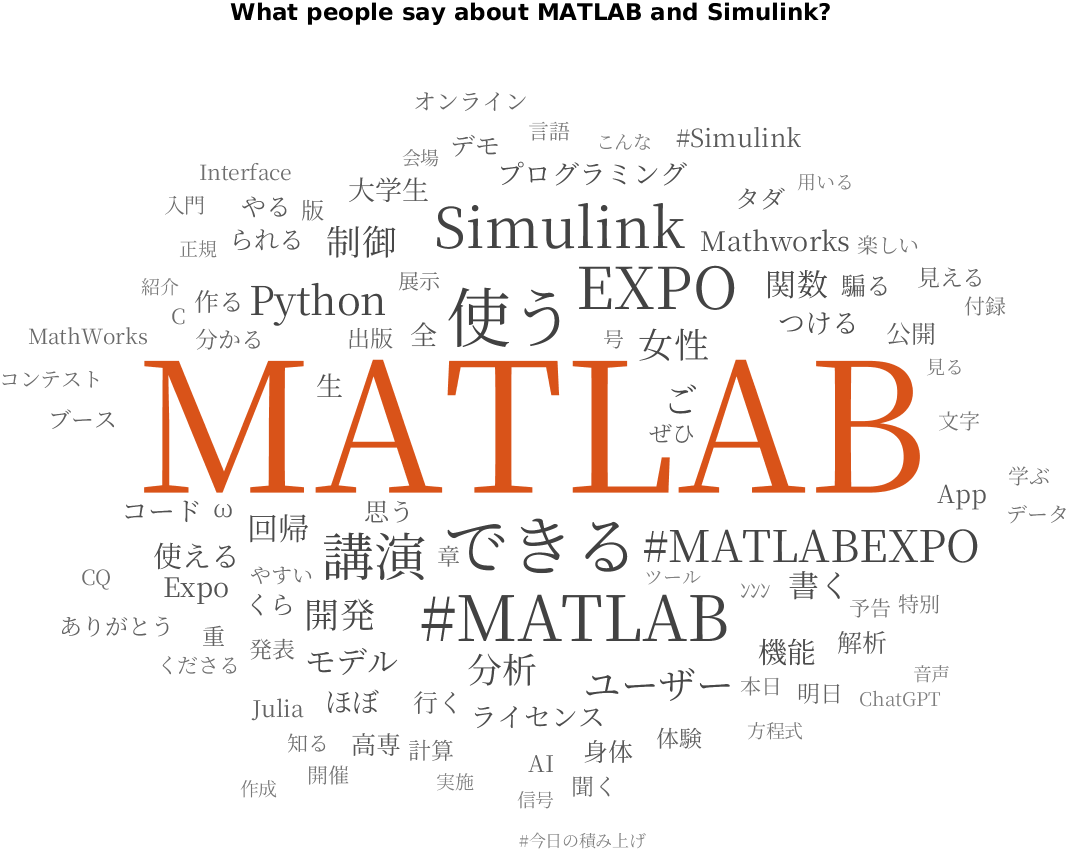 What people say about MATLAB and Simulink?
オンライン
言語
こんな
#Simulink
デモ
会場
プログラミング
Interface
大学生
タダ
用いる
入門
やる
版
Simulink
正規
られる
制御
Mathworks
楽しい
紹介
作る
Python
展示
使う
EXPO
関数
騙る
見える
付録
C
MathWorks
分かる
出版
全
号
女性
つける
公開
コンテスト
生
MATLAB
見る
ブース
ご
ぜひ
文字
学ぶ
App
データ
コード
ω
思う
回帰
できる
#MATLABEXPO
使える
講演
章
CQ
Expo
やすい
ツール
ツツツ
書く
くら
開発
#MATLAB
予告
特別
ありがとう
重
発表
機能
解析
くださる
モデル
分析
ユーザー
本日
明日
音声
ChatGPT
Julia
ほぼ
行く
ライセンス
知る
高専
計算
身体
体験
方程式
AI
作成
開催
実施
聞く
信号
#今日の積み上げ